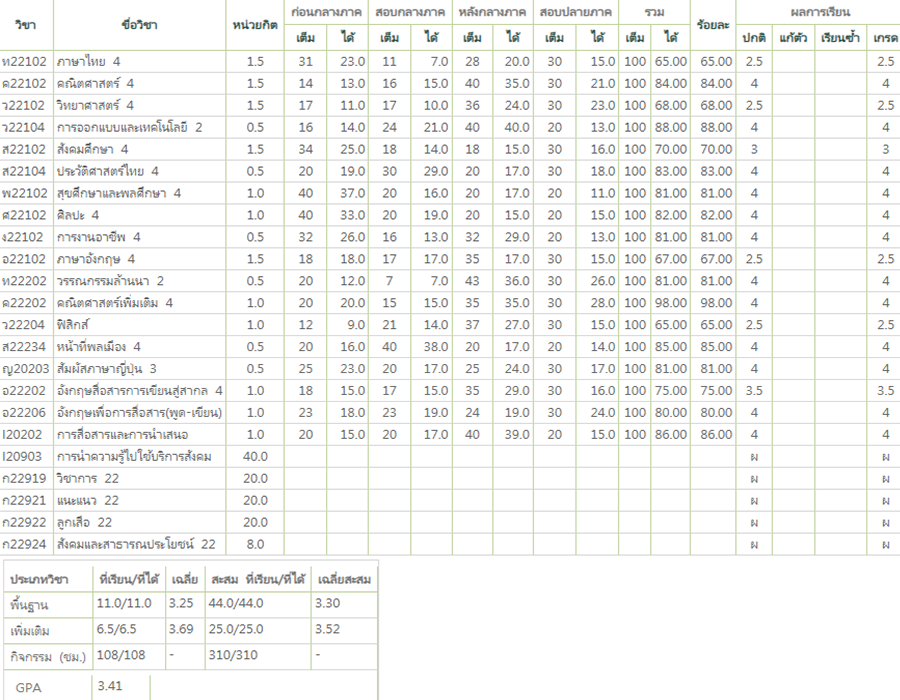 วิชา ชื่อวิชา หน่วยกิต ก่อนกลางภาค สอบกลางภาค หลังกลางภาค สอบปลายภาค รวม ร้อยละ ผลการเรียน
เต็ม ได้ เต็ม ได้ เต็ม ได้ เต็ม ได้ เต็ม ได้ ปกติ แก้ตัว เรียนซ้ำ เกรด
ท22102 ภาษาไทย 4 1.5 31 23.0 11 7.0 28 20.0 30 15.0 100 65.00 65.00 2.5 2.5
ค22102 คณิตศาสตร์ 4 1.5 14 13.0 16 15.0 40 35.0 30 21.0 100 84.00 84.00 4 4
ว22102 วิทยาศาสตร์ 4 1.5 17 11.0 17 10.0 36 24.0 30 23.0 100 68.00 68.00 2.5 2.5
ว22104 การออกแบบและเทคโนโลยี 2 0.5 16 14.0 24 21.0 40 40.0 20 13.0 100 88.00 88.00 4 4
ส22102 สังคมศึกษา 4 1.5 34 25.0 18 14.0 18 15.0 30 16.0 100 70.00 70.00 3 3
ส22104 ประวัติศาสตร์ไทย 4 0.5 20 19.0 30 29.0 20 17.0 30 18.0 100 83.00 83.00 4 4
พ22102 สุขศึกษาและพลศึกษา 4 1.0 40 37.0 20 16.0 20 17.0 20 11.0 100 81.00 81.00 4 4
ศ22102 ศิลปะ 4 1.0 40 33.0 20 19.0 20 15.0 20 15.0 100 82.00 82.00 4 4
ง22102 การงานอาชีพ 4 0.5 32 26.0 16 13.0 32 29.0 20 13.0 100 81.00 81.00 4 4
อ22102 ภาษาอังกฤษ 4 1.5 18 18.0 17 17.0 35 17.0 30 15.0 100 67.00 67.00 2.5 2.5
ท22202 วรรณกรรมล้านนา 2 0.5 20 12.0 7 7.0 43 36.0 30 26.0 100 81.00 81.00 4 4
ค22202 คณิตศาสตร์เพิ่มเติม 4 1.0 20 20.0 15 15.0 35 35.0 30 28.0 100 98.00 98.00 4 4
ว22204 ฟิสิกส์ 1.0 12 9.0 21 14.0 37 27.0 30 15.0 100 65.00 65.00 2.5 2.5
ส22234 หน้าที่พลเมือง 4 0.5 20 16.0 40 38.0 20 17.0 20 14.0 100 85.00 85.00 4 4
ญ20203 สัมผัสภาษาญี่ปุ่น 3 0.5 25 23.0 20 17.0 25 24.0 30 17.0 100 81.00 81.00 4 4
อ22202 อังกฤษสื่อสารการเขียนสู่สากล 4 1.0 18 15.0 17 15.0 35 29.0 30 16.0 100 75.00 75.00 3.5 3.5
อ22206 อังกฤษเพื่อการสื่อสาร(พูด-เขียน) 1.0 23 18.0 23 19.0 24 19.0 30 24.0 100 80.00 80.00 4 4
I20202 การสื่อสารและการนำเสนอ 1.0 20 15.0 20 17.0 40 39.0 20 15.0 100 86.00 86.00 4 4
I20903 การนำความรู้ไปใช้บริการสังคม 40.0 ผ ผ
ก22919 วิชาการ 22 20.0 ผ ผ
ก22921 แนะแนว 22 20.0 ผ ผ
ก22922 ลูกเสือ 22 20.0 ผ ผ
ก22924 สังคมและสาธารณประโยชน์ 22 8.0 ผ ผ
ประเภทวิชา ที่เรียน/ที่ได้ เฉลี่ย สะสม ที่เรียน/ที่ได้ เฉลี่ยสะสม
พื้นฐาน 11.0/11.0 3.25 44.0/44.0 3.30
เพิ่มเติม 6.5/6.5 3.69 25.0/25.0 3.52
กิจกรรม (ชม.) 108/108 - 310/310 -
GPA 3.41